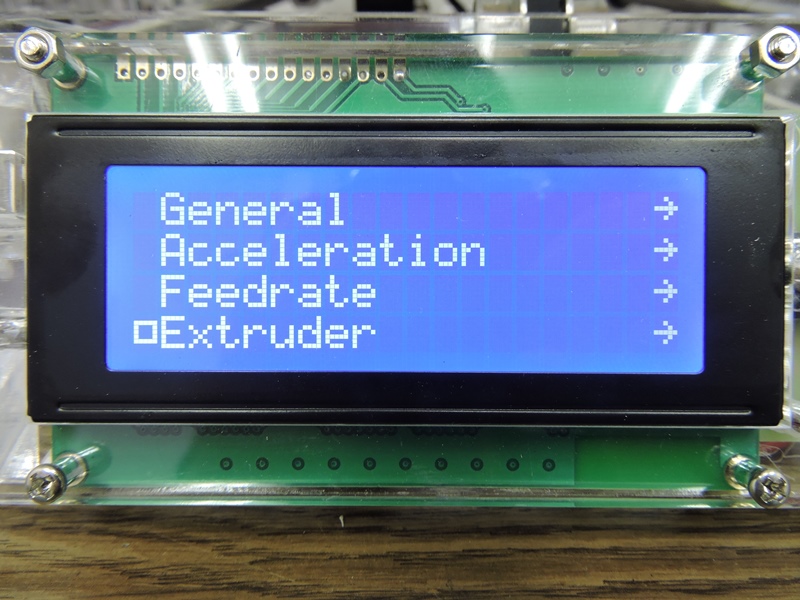 General →
Acceleration →
Feedrate →
□Extruder →